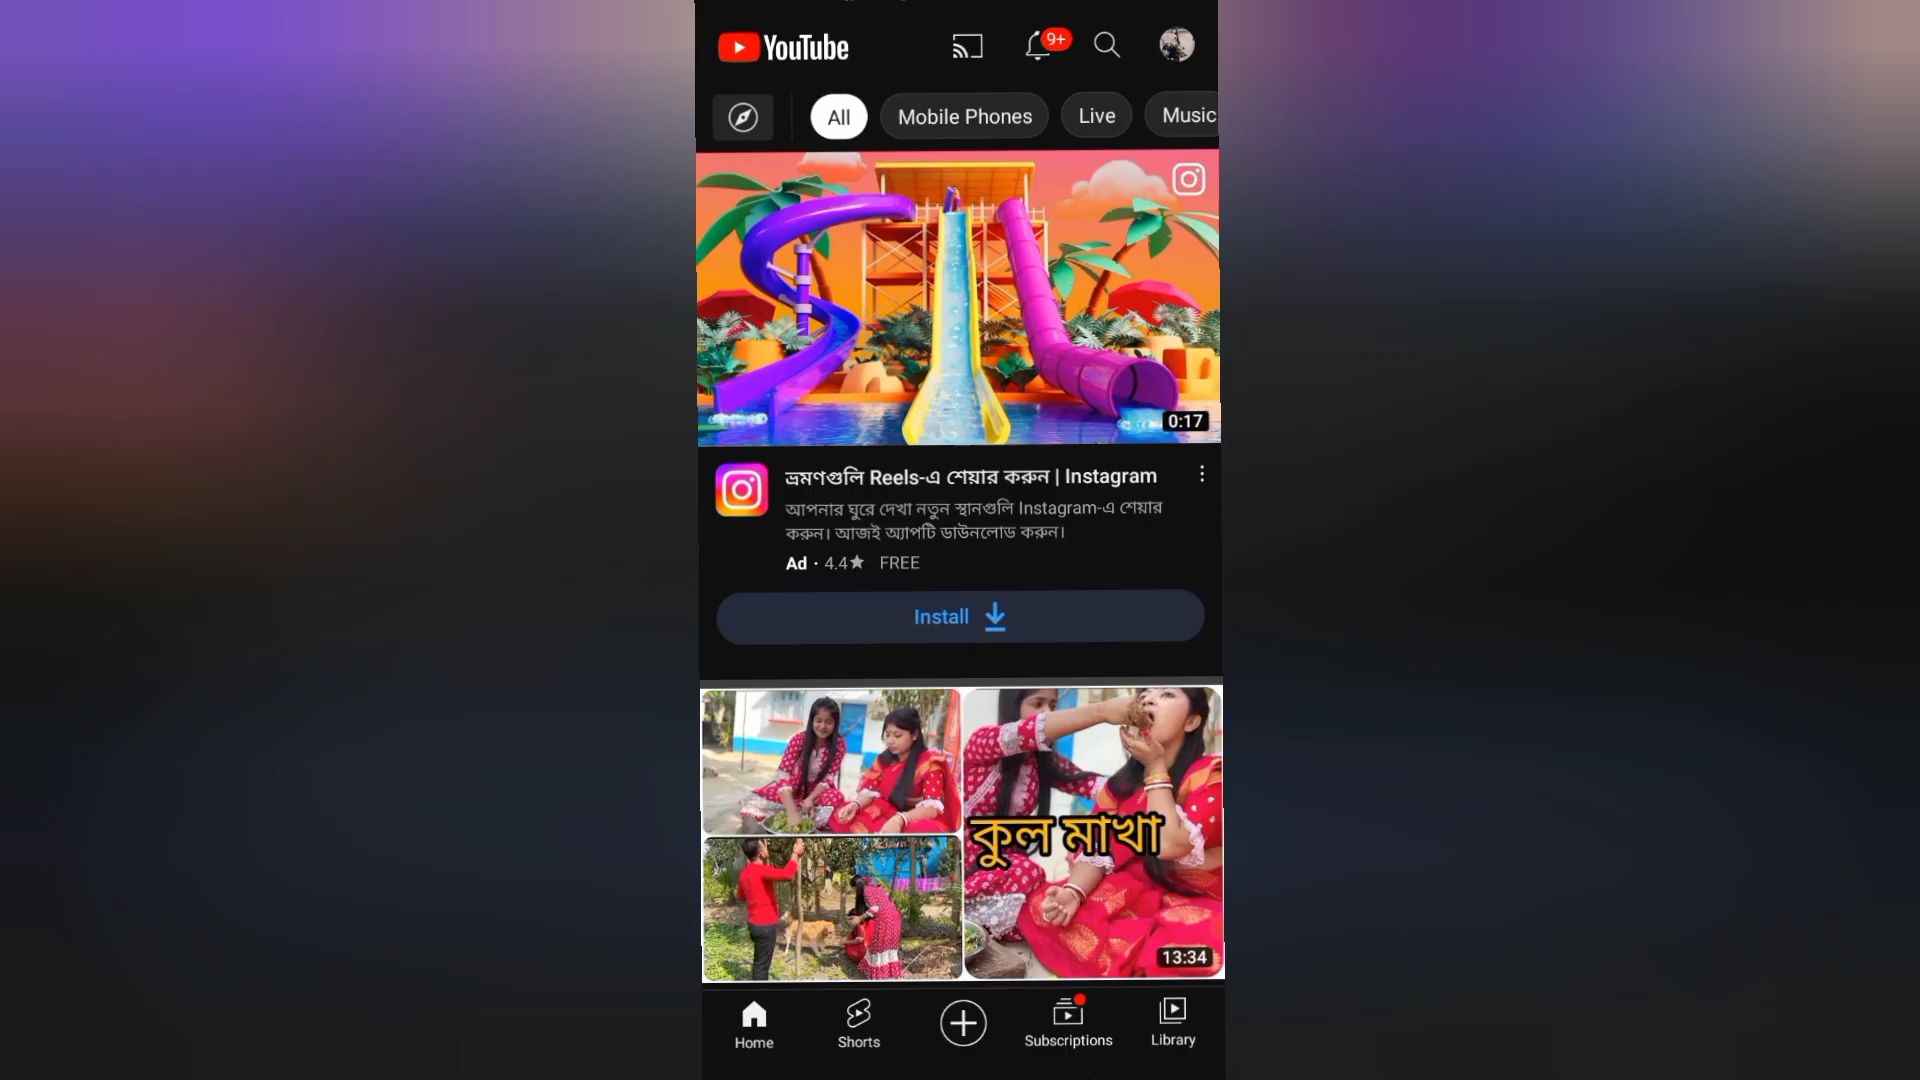 YouTube
9+
All
Mobile Phones
Live
Music
0:17
ভ্রমণগুলি Reels-এ শেয়ার করুন | Instagram
আপনার ঘুরে দেখা নতুন স্থানগুলি Instagram-এ শেয়ার
করুন। আজই অ্যাপটি ডাউনলোড করুন।
Ad · 4.4★ FREE
Install
কুল মাখা
13:34
Home
Shorts
Subscriptions
Library